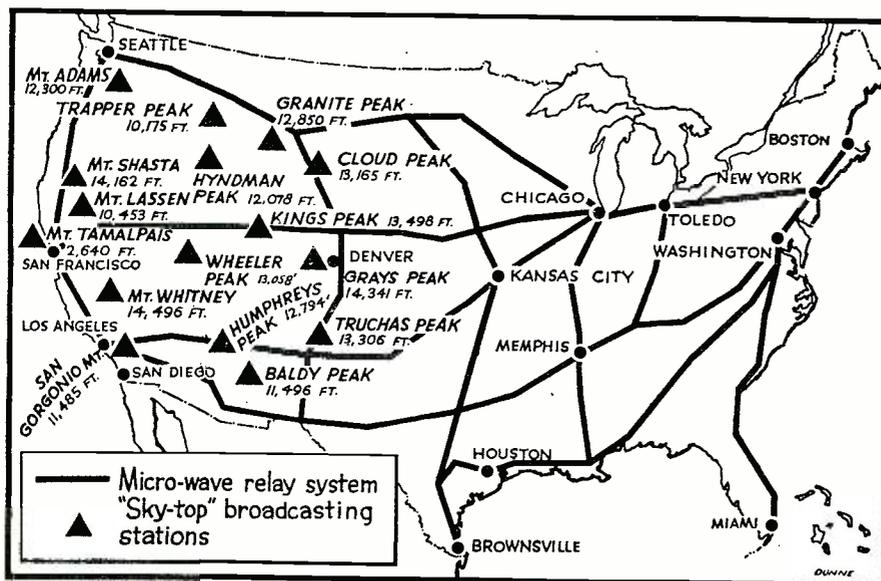 SEATTLE
MT. ADAMS
12,300 FT.
TRAPPER PEAK
10,175 FT.
GRANITE PEAK
12,850 FT.
MT. SHASTA
14,162 FT.
HYNDMAN
PEAK 12,078 FT.
CLOUD PEAK
13,165 FT.
MT. LASSEN
10,453 FT.
KINGS PEAK 13,498 FT.
MT. TAMALPAIS
2,640 FT.
SAN FRANCISCO
WHEELER
PEAK 13,058'
DENVER
GRAYS PEAK
14,341 FT.
MT. WHITNEY
14,496 FT.
HUMPHREYS
PEAK 12,794'
TRUCHAS PEAK
13,306 FT.
LOS ANGELES
SAN
GORGONIO MT.
11,485 FT.
SAN DIEGO
BALDY PEAK
11,496 FT.
BOSTON
NEW YORK
CHICAGO
TOLEDO
WASHINGTON
KANSAS CITY
MEMPHIS
HOUSTON
BROWNSVILLE
MIAMI
Micro-wave relay system
"Sky-top" broadcasting
stations
DUNNE